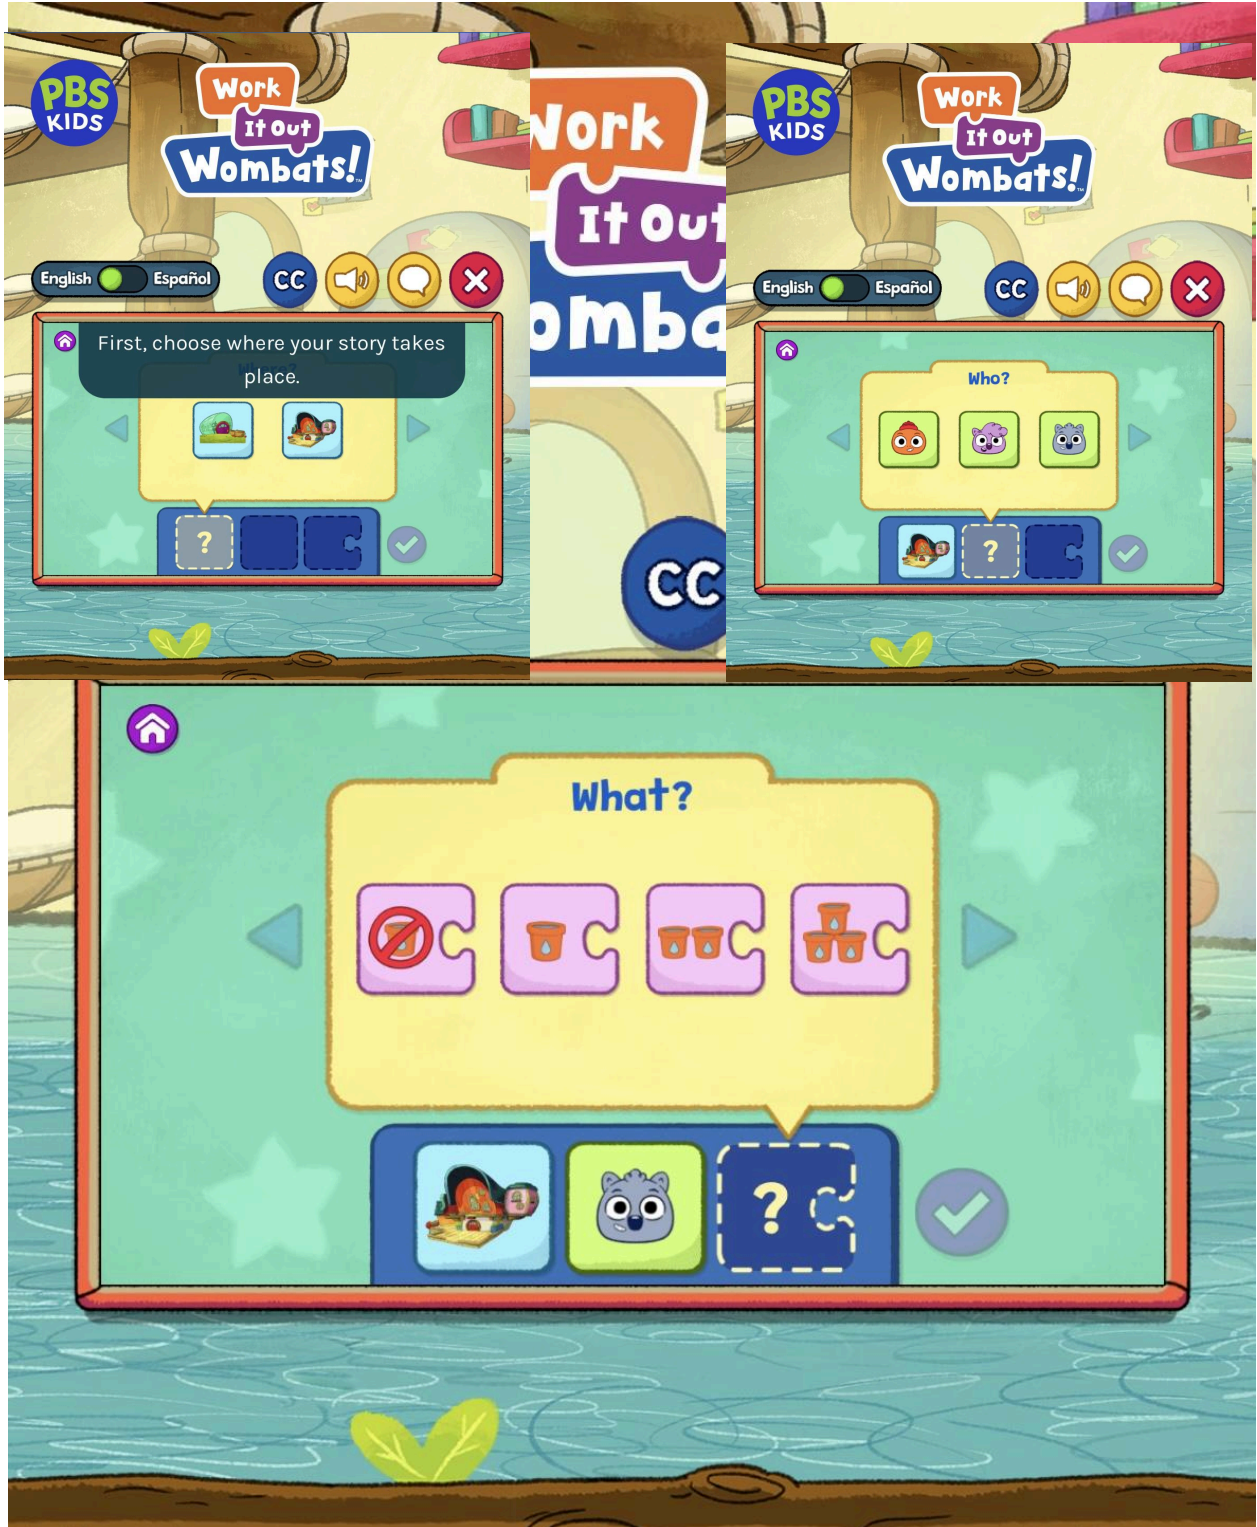 PBS
KIDS
Work
It Out
Wombats!
English
Español
CC
First, choose where your story takes
place.
?
Work
It Out
omba
CC
PBS
KIDS
Work
It Out
Wombats!
English
Español
CC
Who?
?
What?
?